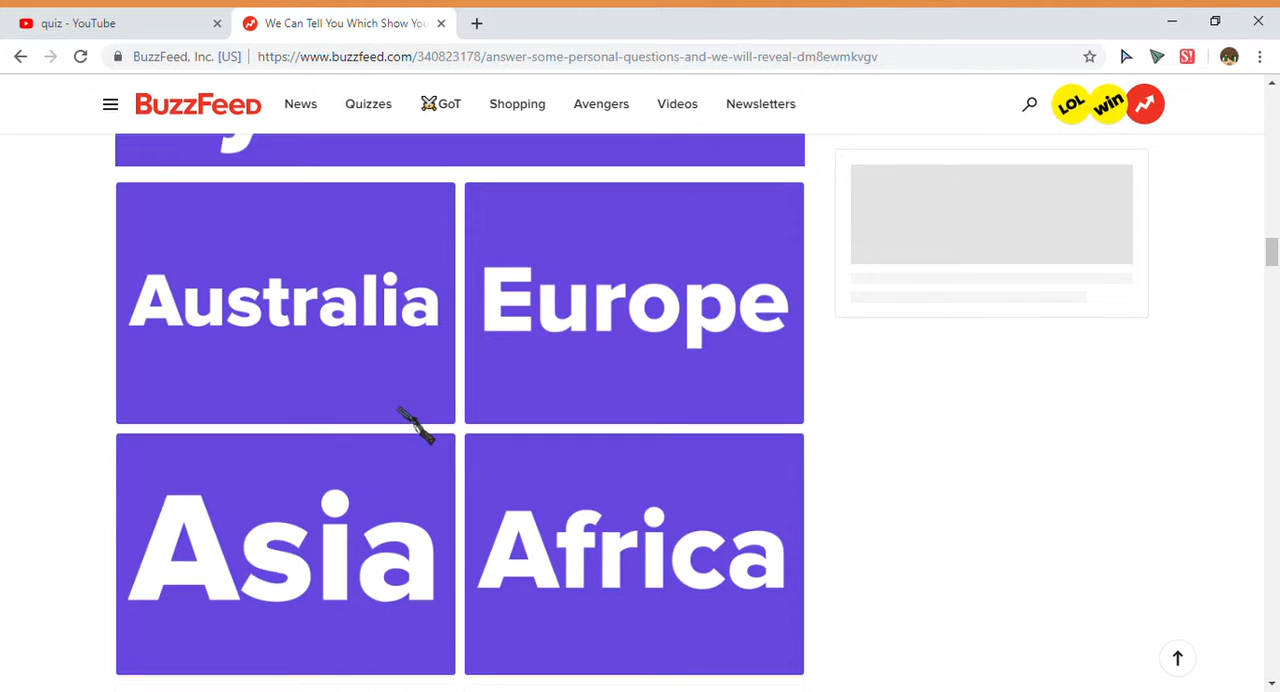 quiz - YouTube
We Can Tell You Which Show You
BuzzFeed, Inc. [US] https://www.buzzfeed.com/340823178/answer-some-personal-questions-and-we-will-reveal-dm8ewmkvgv
S!
BuzzFeed News Quizzes GoT Shopping Avengers Videos Newsletters LOL win
Australia Europe
Asia Africa